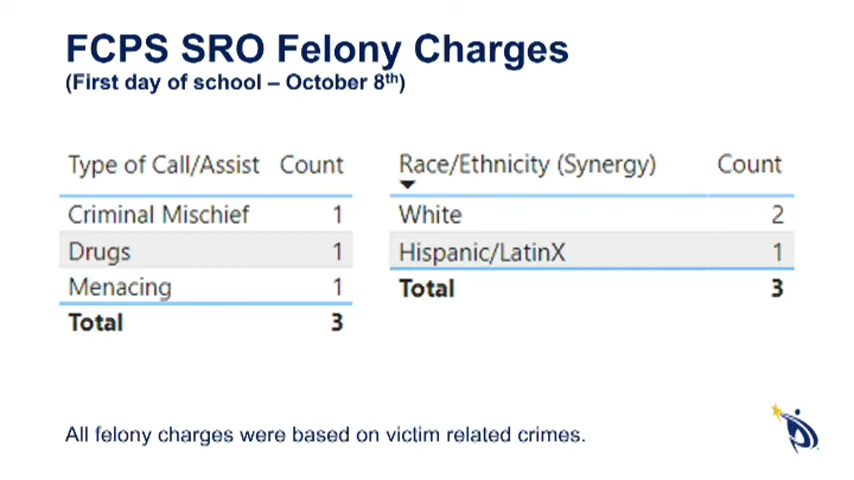 FCPS SRO Felony Charges
(First day of school – October 8th)
Type of Call/Assist Count
Criminal Mischief 1
Drugs 1
Menacing 1
Total 3
Race/Ethnicity (Synergy) Count
White 2
Hispanic/LatinX 1
Total 3
All felony charges were based on victim related crimes.